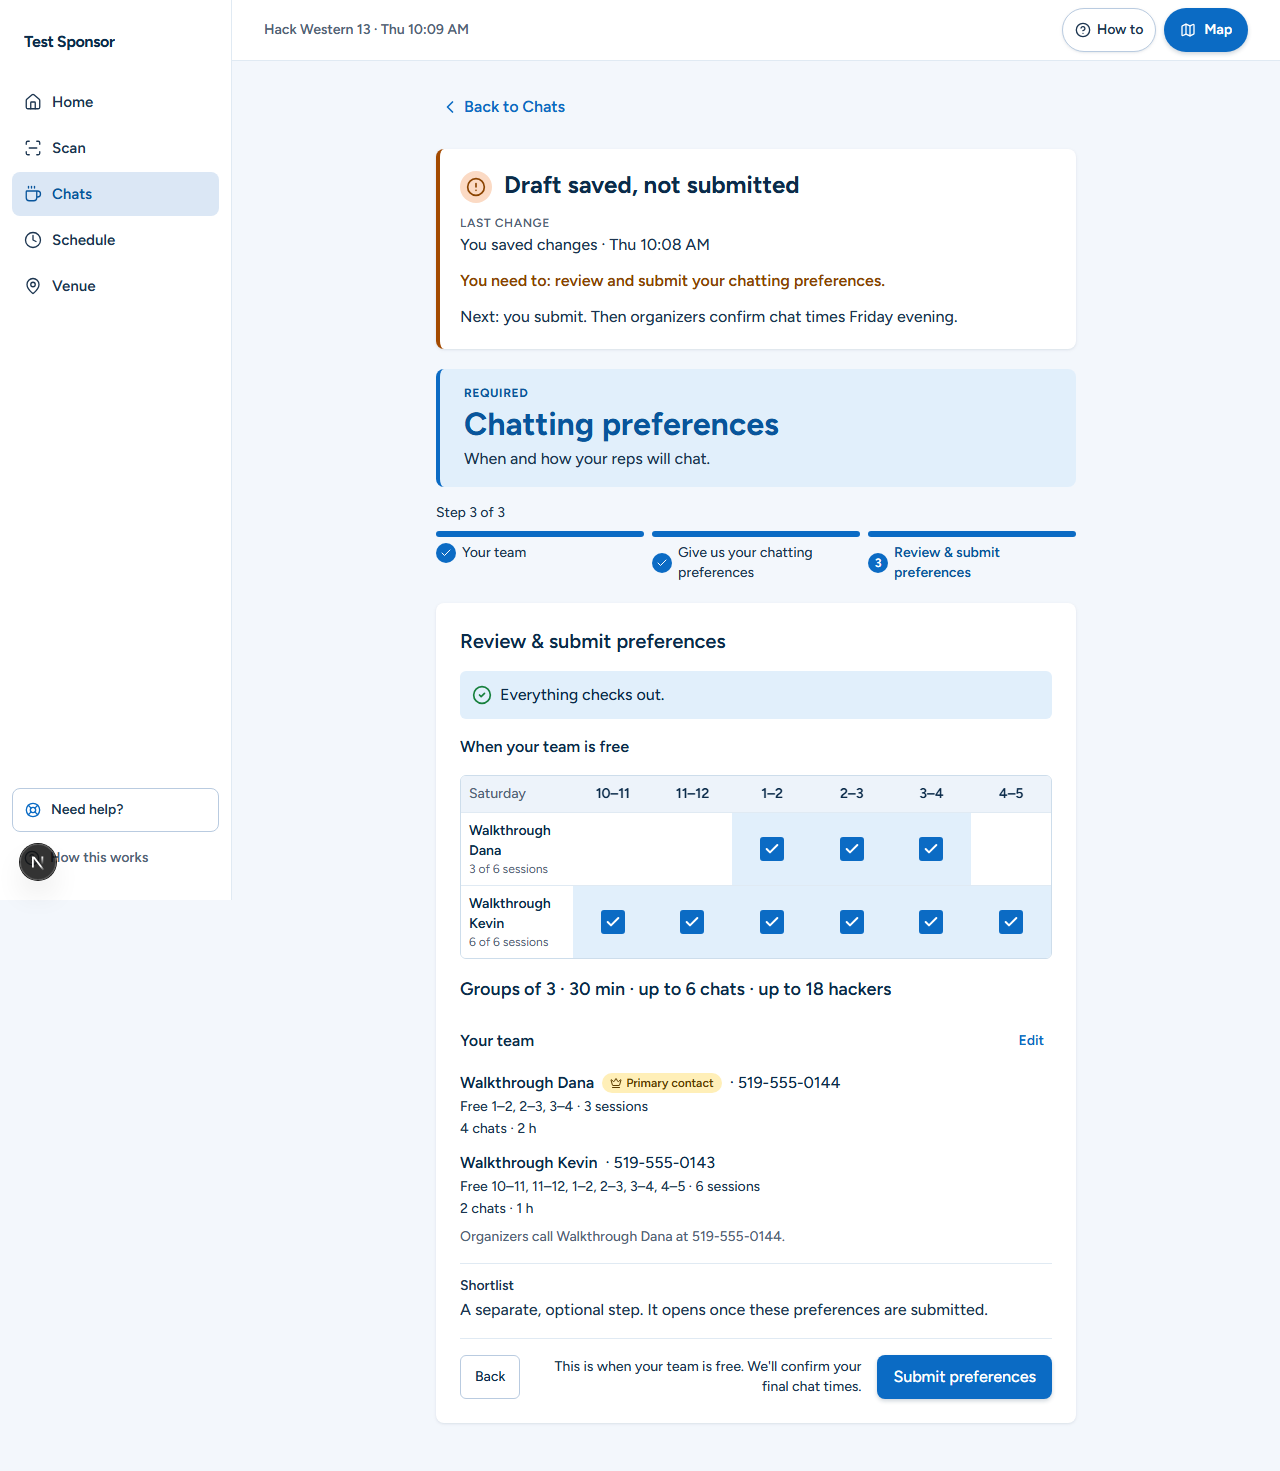 Test Sponsor
Hack Western 13 · Thu 10:09 AM
How to
Map
Home
Scan
Chats
Schedule
Venue
Need help?
How this works
N
Back to Chats
Draft saved, not submitted
LAST CHANGE
You saved changes · Thu 10:08 AM
You need to: review and submit your chatting preferences.
Next: you submit. Then organizers confirm chat times Friday evening.
REQUIRED
Chatting preferences
When and how your reps will chat.
Step 3 of 3
Your team
Give us your chatting
preferences
3
Review & submit
preferences
Review & submit preferences
Everything checks out.
When your team is free
Saturday 10–11 11–12 1–2 2–3 3–4 4–5
Walkthrough
Dana
3 of 6 sessions
Walkthrough
Kevin
6 of 6 sessions
Groups of 3 · 30 min · up to 6 chats · up to 18 hackers
Your team
Edit
Walkthrough Dana Primary contact · 519-555-0144
Free 1–2, 2–3, 3–4 · 3 sessions
4 chats · 2 h
Walkthrough Kevin · 519-555-0143
Free 10–11, 11–12, 1–2, 2–3, 3–4, 4–5 · 6 sessions
2 chats · 1 h
Organizers call Walkthrough Dana at 519-555-0144.
Shortlist
A separate, optional step. It opens once these preferences are submitted.
Back
This is when your team is free. We'll confirm your
final chat times.
Submit preferences